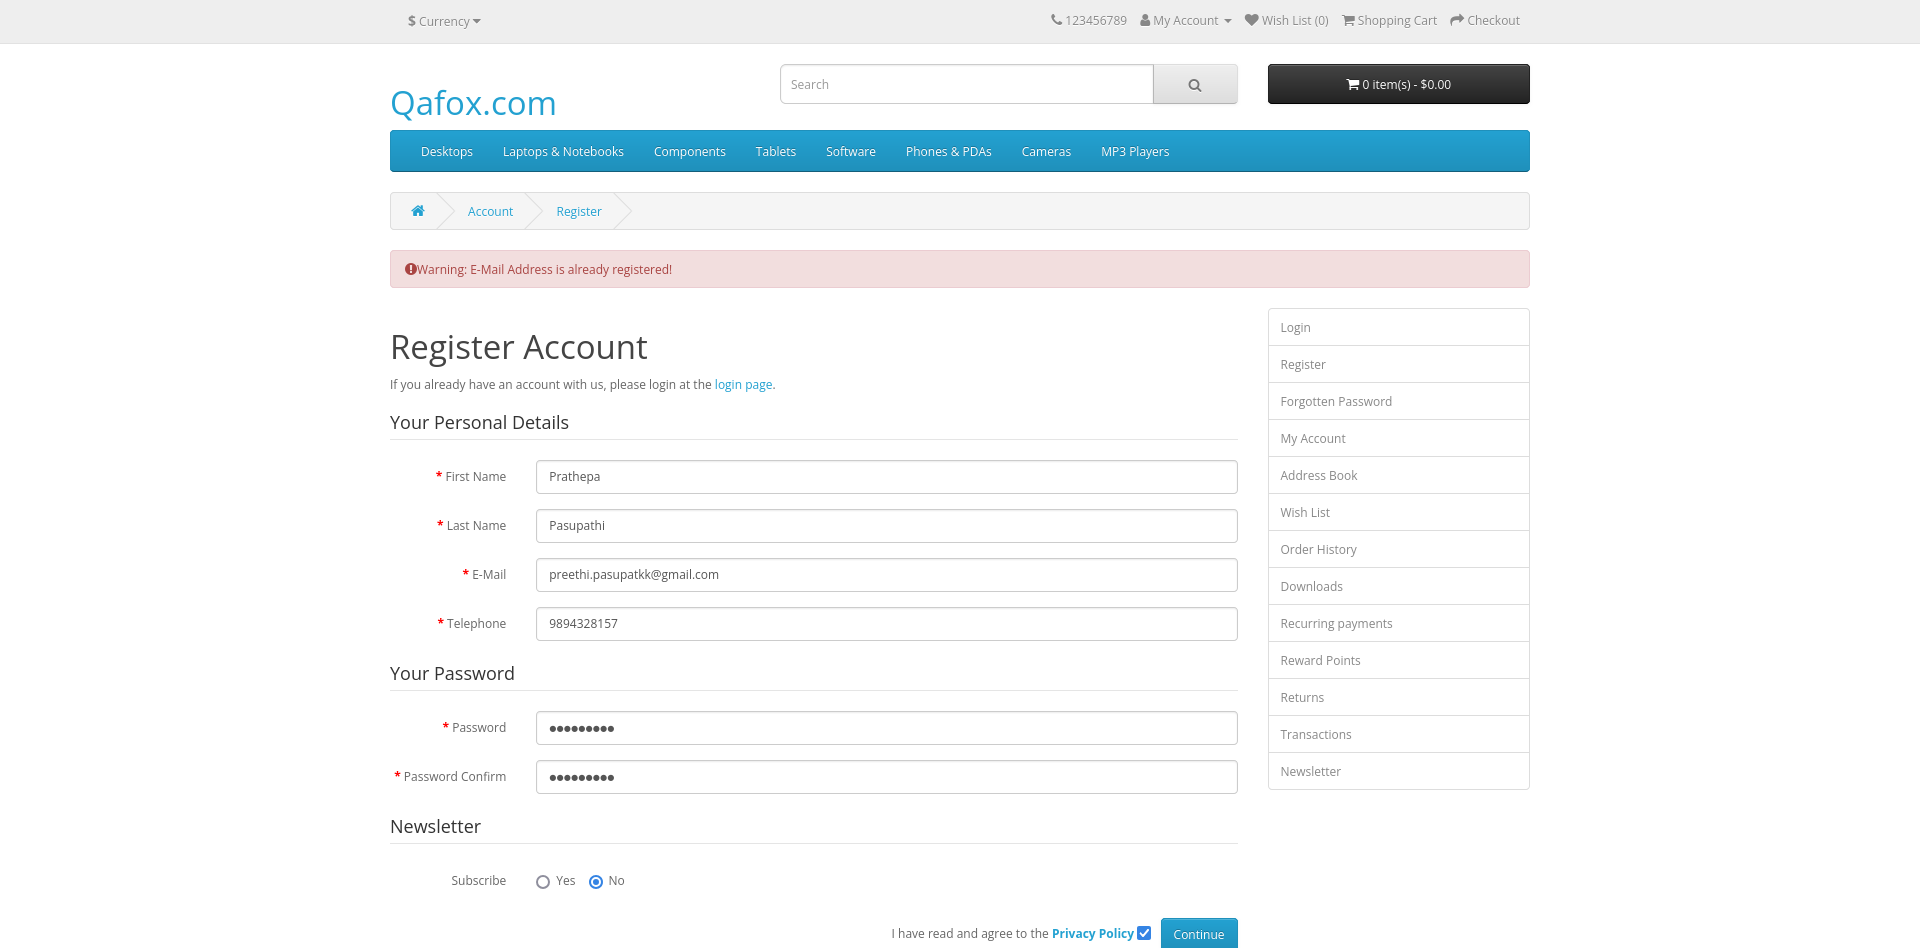 $ Currency
123456789 My Account Wish List (0) Shopping Cart Checkout
Qafox.com
Search
0 item(s) - $0.00
Desktops Laptops & Notebooks Components Tablets Software Phones & PDAs Cameras MP3 Players
Account Register
Warning: E-Mail Address is already registered!
Register Account
If you already have an account with us, please login at the login page.
Your Personal Details
* First Name Prathepa
* Last Name Pasupathi
* E-Mail preethi.pasupatkk@gmail.com
* Telephone 9894328157
Your Password
* Password •••••••••
* Password Confirm •••••••••
Newsletter
Subscribe Yes No
I have read and agree to the Privacy Policy Continue
Login
Register
Forgotten Password
My Account
Address Book
Wish List
Order History
Downloads
Recurring payments
Reward Points
Returns
Transactions
Newsletter